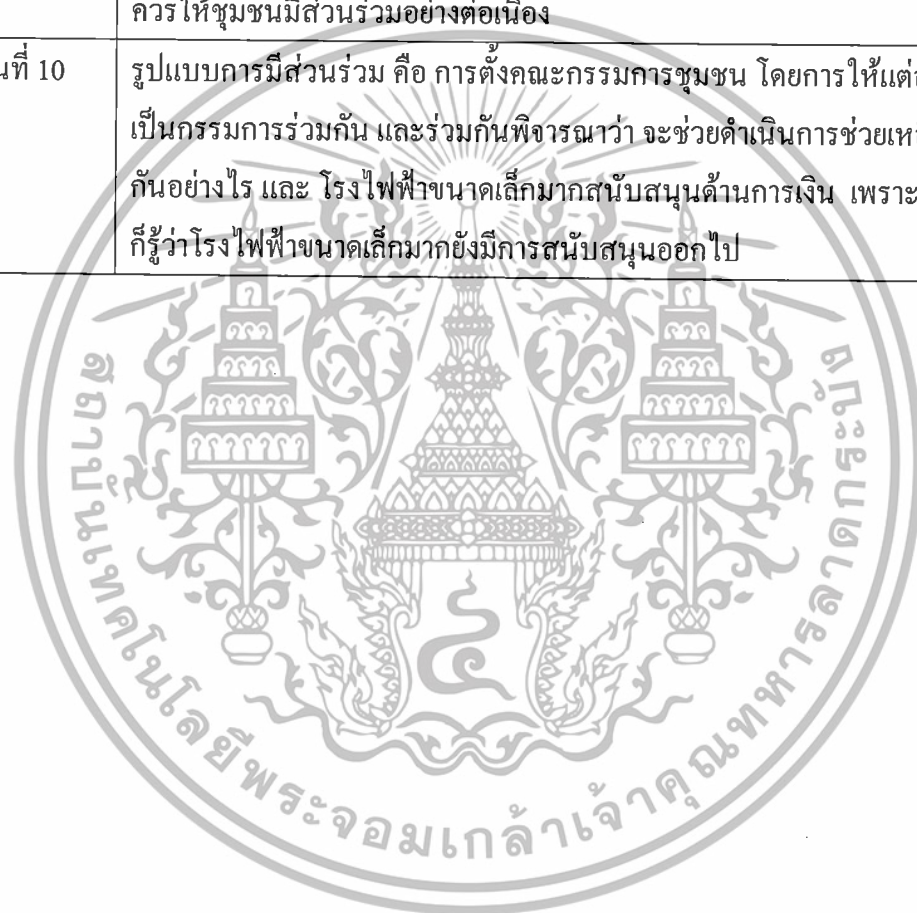 ควรให้ชุมชนมีส่วนร่วมอย่างต่อเนื่อง
นที่ 10
รูปแบบการมีส่วนร่วม คือ การตั้งคณะกรรมการชุมชน โดยการให้แต่
เป็นกรรมการร่วมกัน และร่วมกันพิจารณาว่า จะช่วยดำเนินการช่วยเห
กันอย่างไร และ โรงไฟฟ้าขนาดเล็กมากสนับสนุนด้านการเงิน เพราะ
ก็รู้ว่าโรงไฟฟ้าขนาดเล็กมากยังมีการสนับสนุนออกไป
สถาบันเทคโนโลยีพระจอมเกล้าเจ้าคุณทหารลาดกระบัง